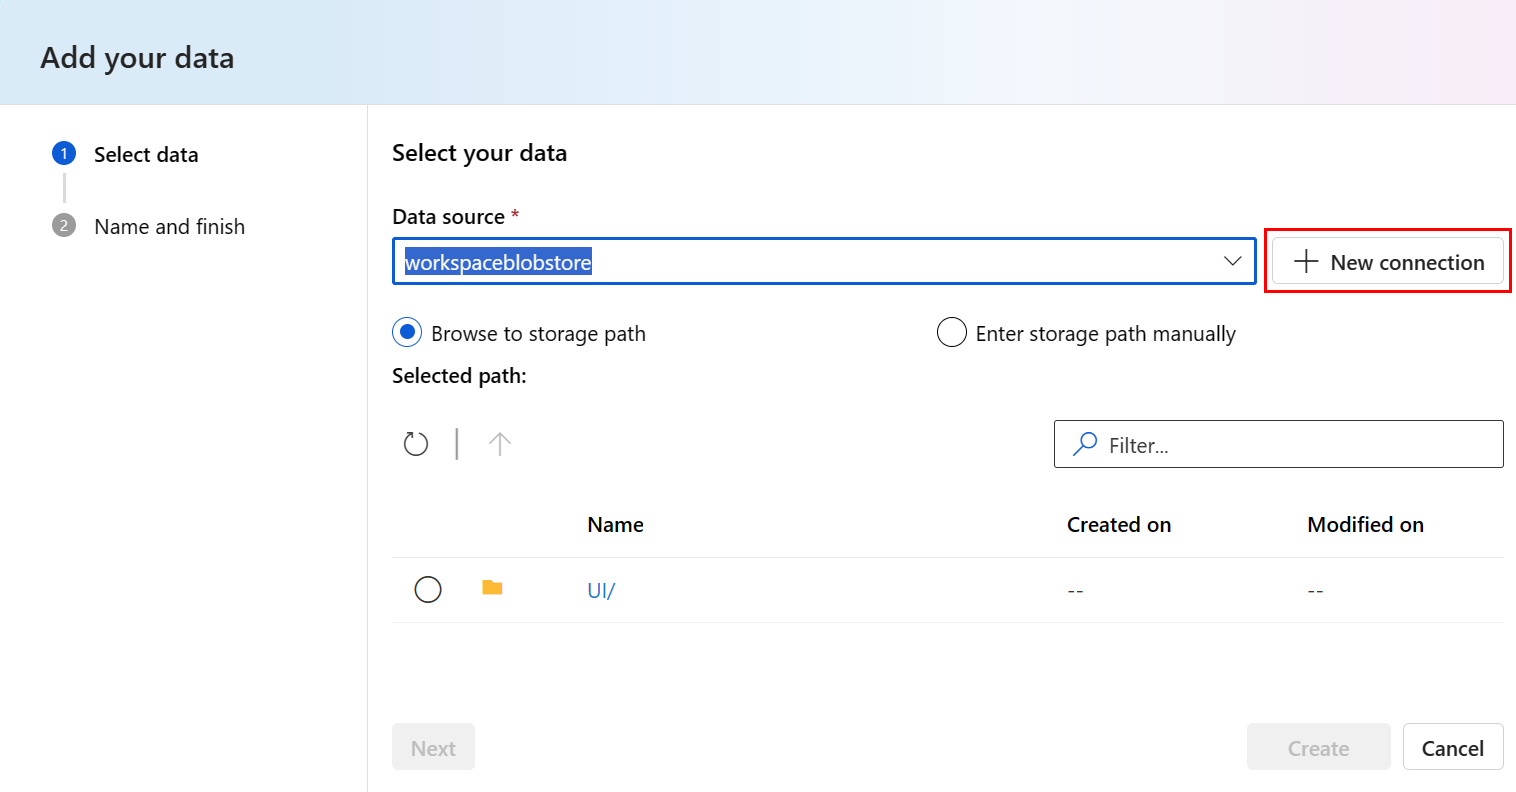 Add your data
1 Select data
2 Name and finish
Select your data
Data source *
workspaceblobstore
New connection
Browse to storage path
Enter storage path manually
Selected path:
Filter...
Name Created on Modified on
UI/ -- --
Next
Create
Cancel